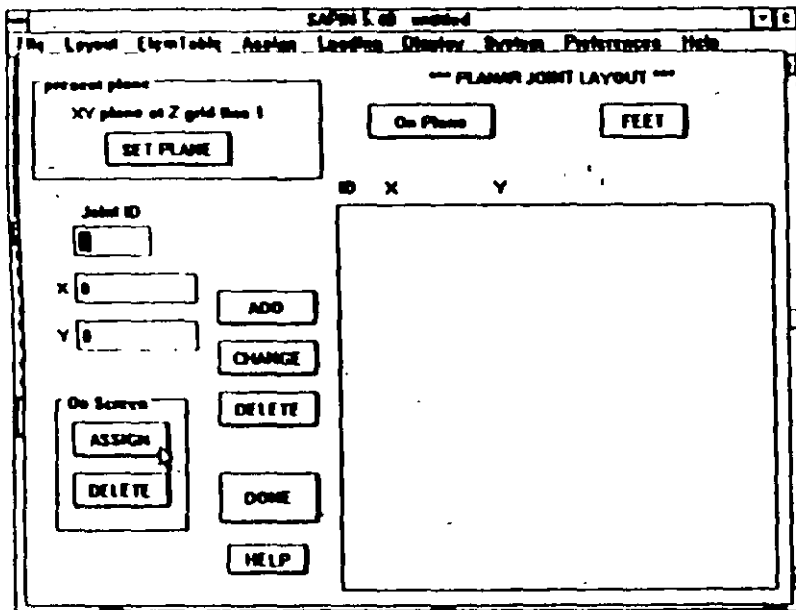 SAPIN 5.40 untitled
File Layout ElemTable Assign Loading Display System Preferences Help
present plane
XY plane at Z grid line 1
SET PLANE
*** PLANAR JOINT LAYOUT ***
On Plane
FEET
ID X Y
Joint ID
X 0
Y 0
ADD
CHANGE
DELETE
On Screen
ASSIGN
DELETE
DONE
HELP